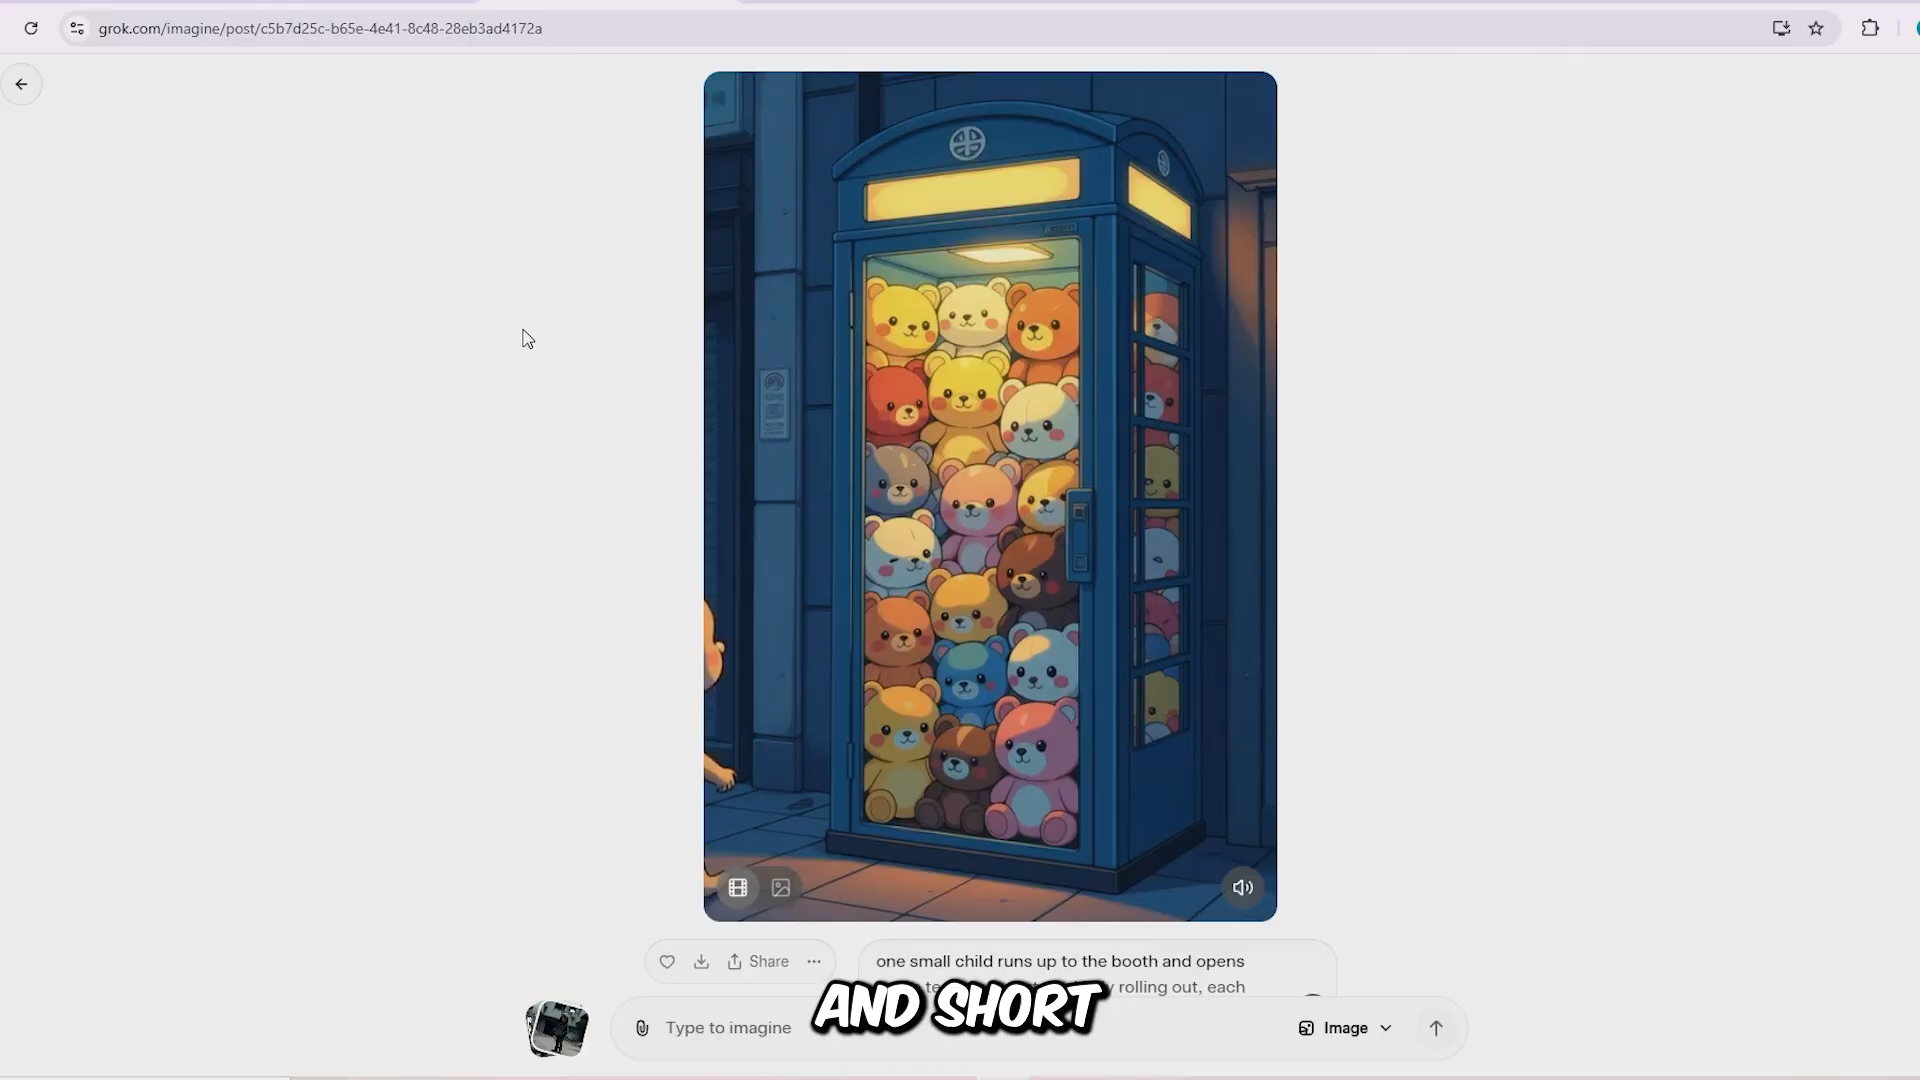 grok.com/imagine/post/c5b7d25c-b65e-4e41-8c48-28eb3ad4172a
Share
one small child runs up to the booth and opens
rolling out, each
AND SHORT
Type to imagine
Image